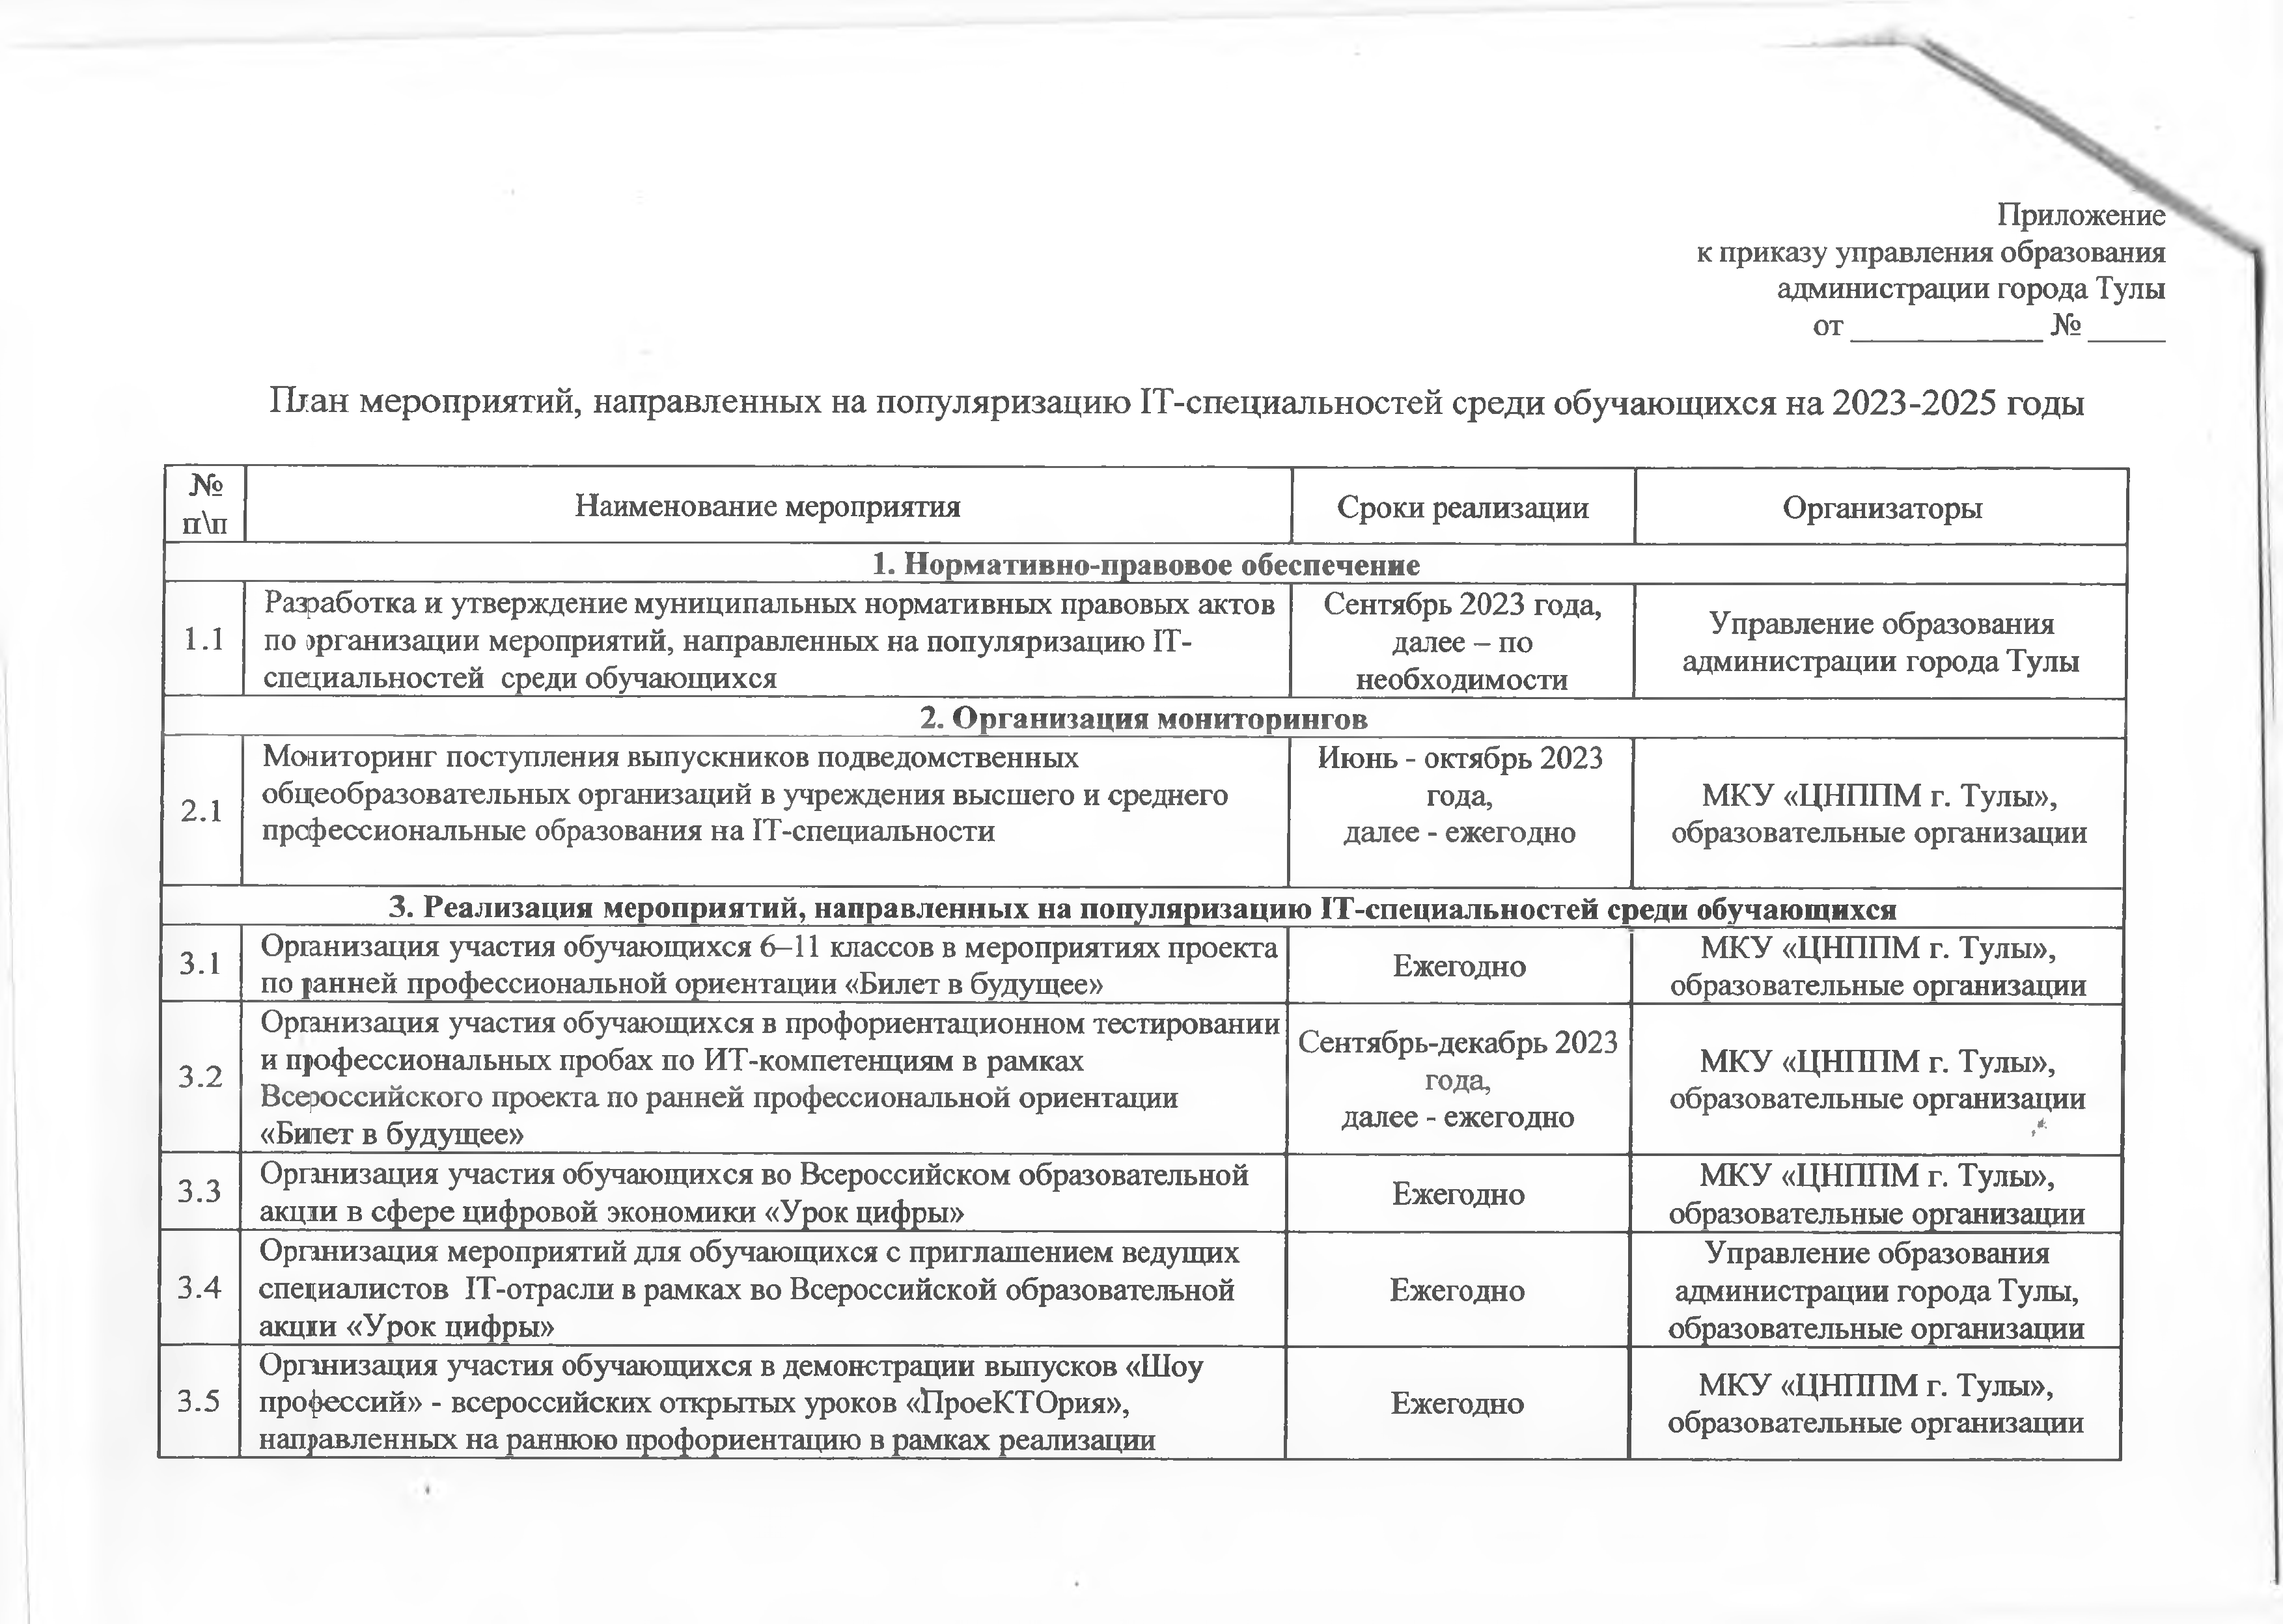 Приложение
к приказу управления образования
администрации города Тулы
от ____________ № _____
План мероприятий, направленных на популяризацию IT-специальностей среди обучающихся на 2023-2025 годы
№
п\п
Наименование мероприятия
Сроки реализации
Организаторы
1. Нормативно-правовое обеспечение
1.1
Разработка и утверждение муниципальных нормативных правовых актов
по организации мероприятий, направленных на популяризацию IT-
специальностей среди обучающихся
Сентябрь 2023 года,
далее – по
необходимости
Управление образования
администрации города Тулы
2. Организация мониторингов
2.1
Мониторинг поступления выпускников подведомственных
общеобразовательных организаций в учреждения высшего и среднего
профессиональные образования на IT-специальности
Июнь - октябрь 2023
года,
далее - ежегодно
МКУ «ЦНППМ г. Тулы»,
образовательные организации
3. Реализация мероприятий, направленных на популяризацию IT-специальностей среди обучающихся
3.1
Организация участия обучающихся 6–11 классов в мероприятиях проекта
по ранней профессиональной ориентации «Билет в будущее»
Ежегодно
МКУ «ЦНППМ г. Тулы»,
образовательные организации
3.2
Организация участия обучающихся в профориентационном тестировании
и профессиональных пробах по ИТ-компетенциям в рамках
Всероссийского проекта по ранней профессиональной ориентации
«Билет в будущее»
Сентябрь-декабрь 2023
года,
далее - ежегодно
МКУ «ЦНППМ г. Тулы»,
образовательные организации
3.3
Организация участия обучающихся во Всероссийском образовательной
акции в сфере цифровой экономики «Урок цифры»
Ежегодно
МКУ «ЦНППМ г. Тулы»,
образовательные организации
3.4
Организация мероприятий для обучающихся с приглашением ведущих
специалистов IT-отрасли в рамках во Всероссийской образовательной
акции «Урок цифры»
Ежегодно
Управление образования
администрации города Тулы,
образовательные организации
3.5
Организация участия обучающихся в демонстрации выпусков «Шоу
профессий» - всероссийских открытых уроков «ПроеКТОрия»,
направленных на раннюю профориентацию в рамках реализации
Ежегодно
МКУ «ЦНППМ г. Тулы»,
образовательные организации